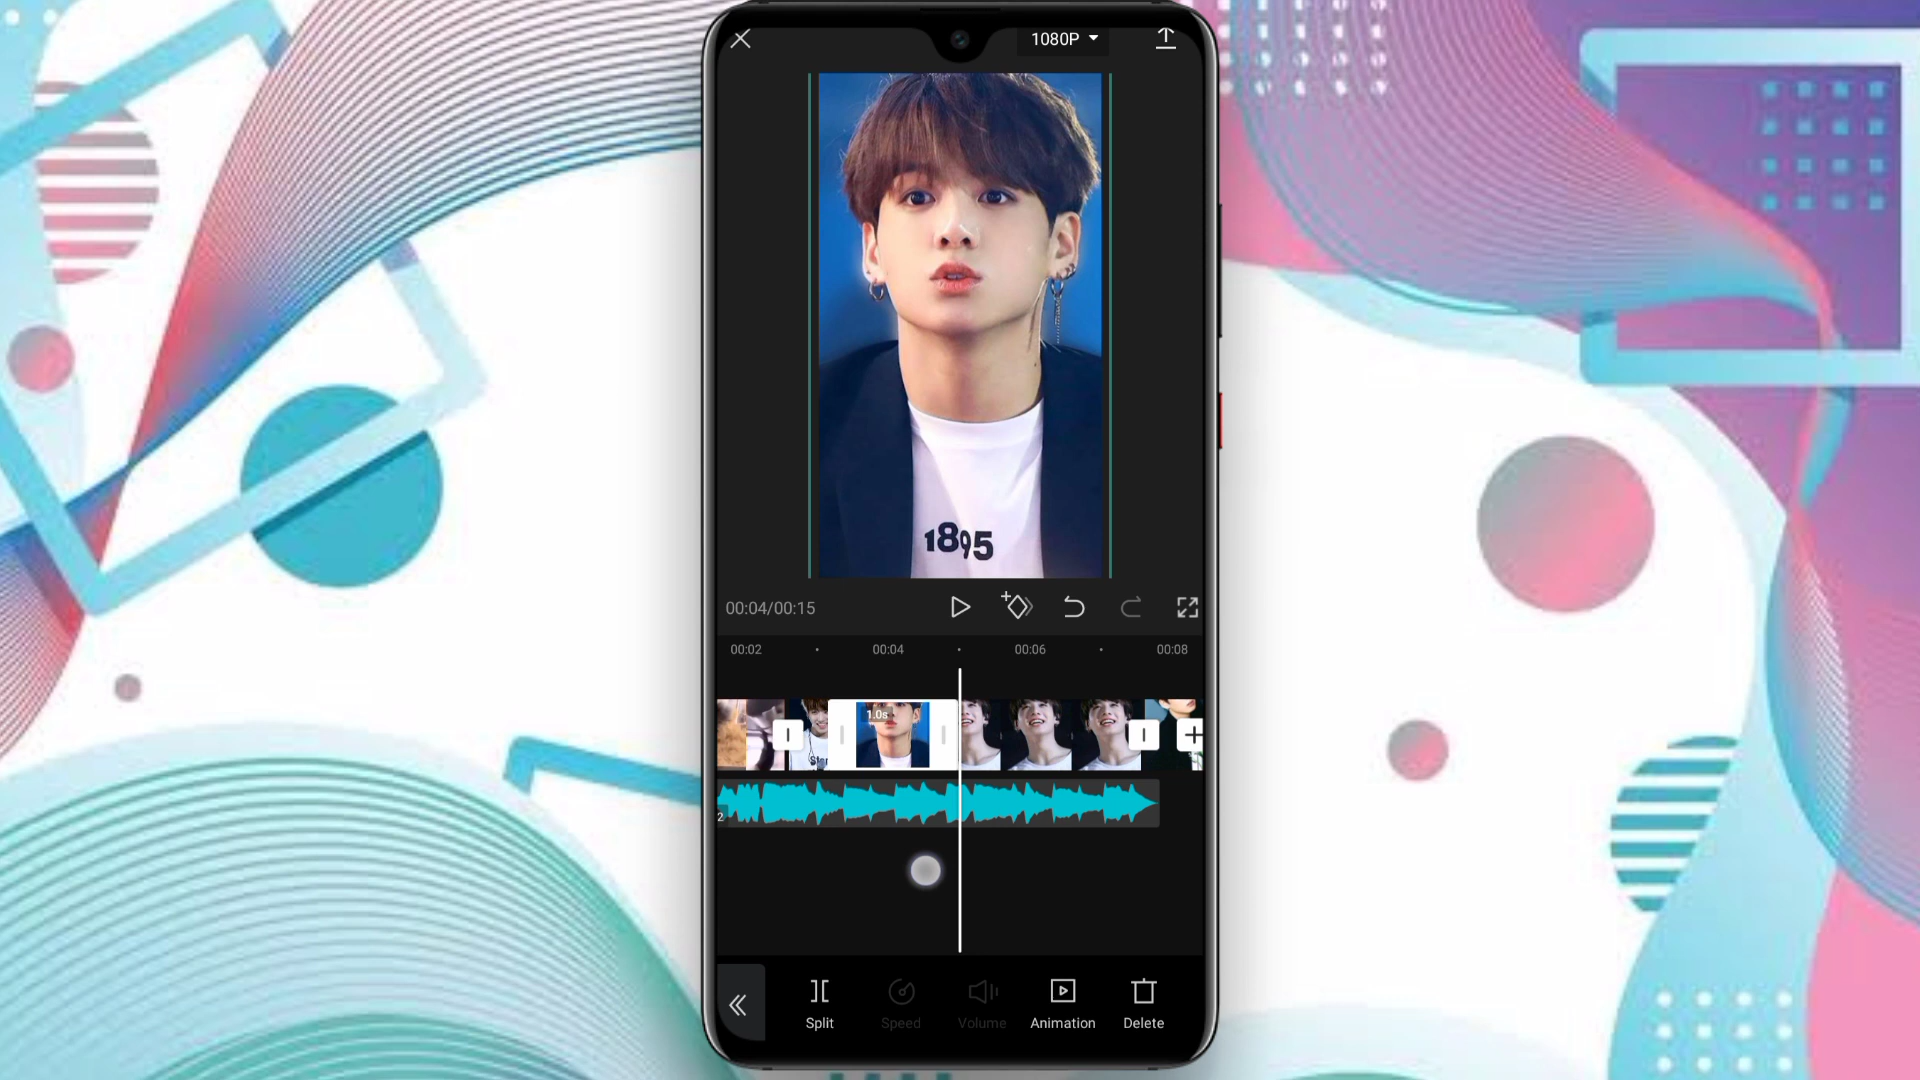 1080P
1895
00:04/00:15
00:02
00:04
00:06
00:08
1.0s
2
Split
Speed
Volume
Animation
Delete